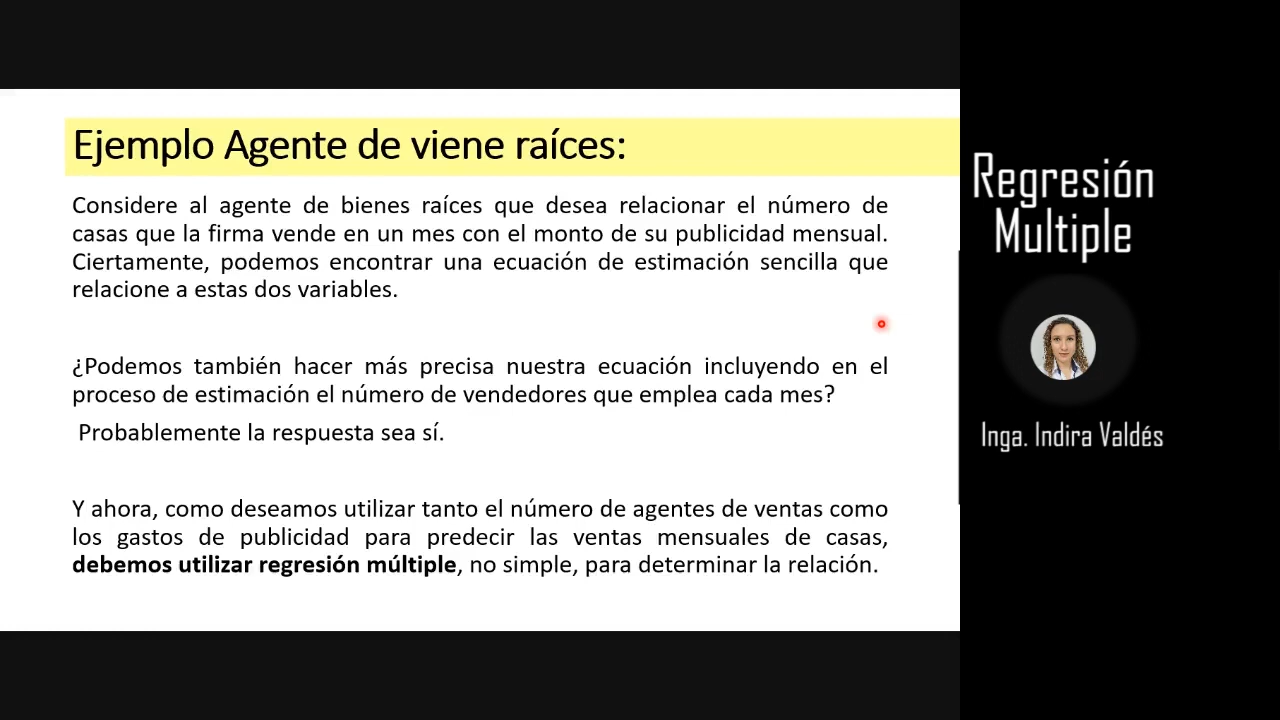 Ejemplo Agente de viene raíces:
Considere al agente de bienes raíces que desea relacionar el número de
casas que la firma vende en un mes con el monto de su publicidad mensual.
Ciertamente, podemos encontrar una ecuación de estimación sencilla que
relacione a estas dos variables.
¿Podemos también hacer más precisa nuestra ecuación incluyendo en el
proceso de estimación el número de vendedores que emplea cada mes?
Probablemente la respuesta sea sí.
Y ahora, como deseamos utilizar tanto el número de agentes de ventas como
los gastos de publicidad para predecir las ventas mensuales de casas,
debemos utilizar regresión múltiple, no simple, para determinar la relación.
Regresión
Multiple
Inga. Indira Valdés